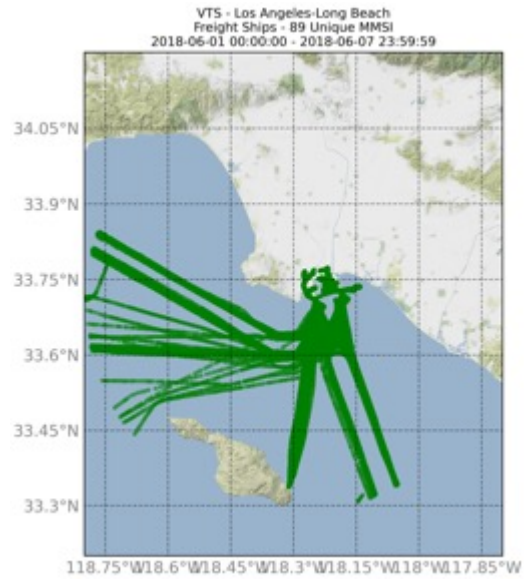 VTS - Los Angeles-Long Beach
Freight Ships - 89 Unique MMSI
2018-06-01 00:00:00 - 2018-06-07 23:59:59
34.05°N
33.9°N
33.75°N
33.6°N
33.45°N
33.3°N
118.75°W118.6°W118.45°W118.3°W118.15°W118°W117.85°W